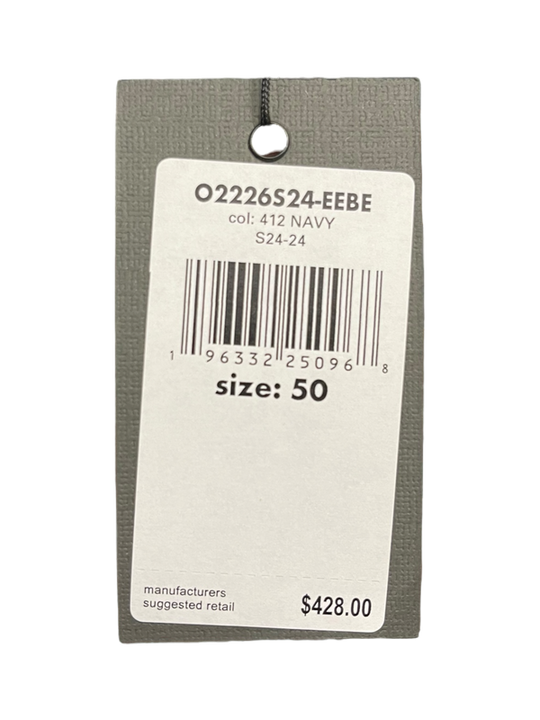 O2226S24-EEBE
col: 412 NAVY
S24-24
1 96332 25096 8
size: 50
manufacturers
suggested retail
$428.00